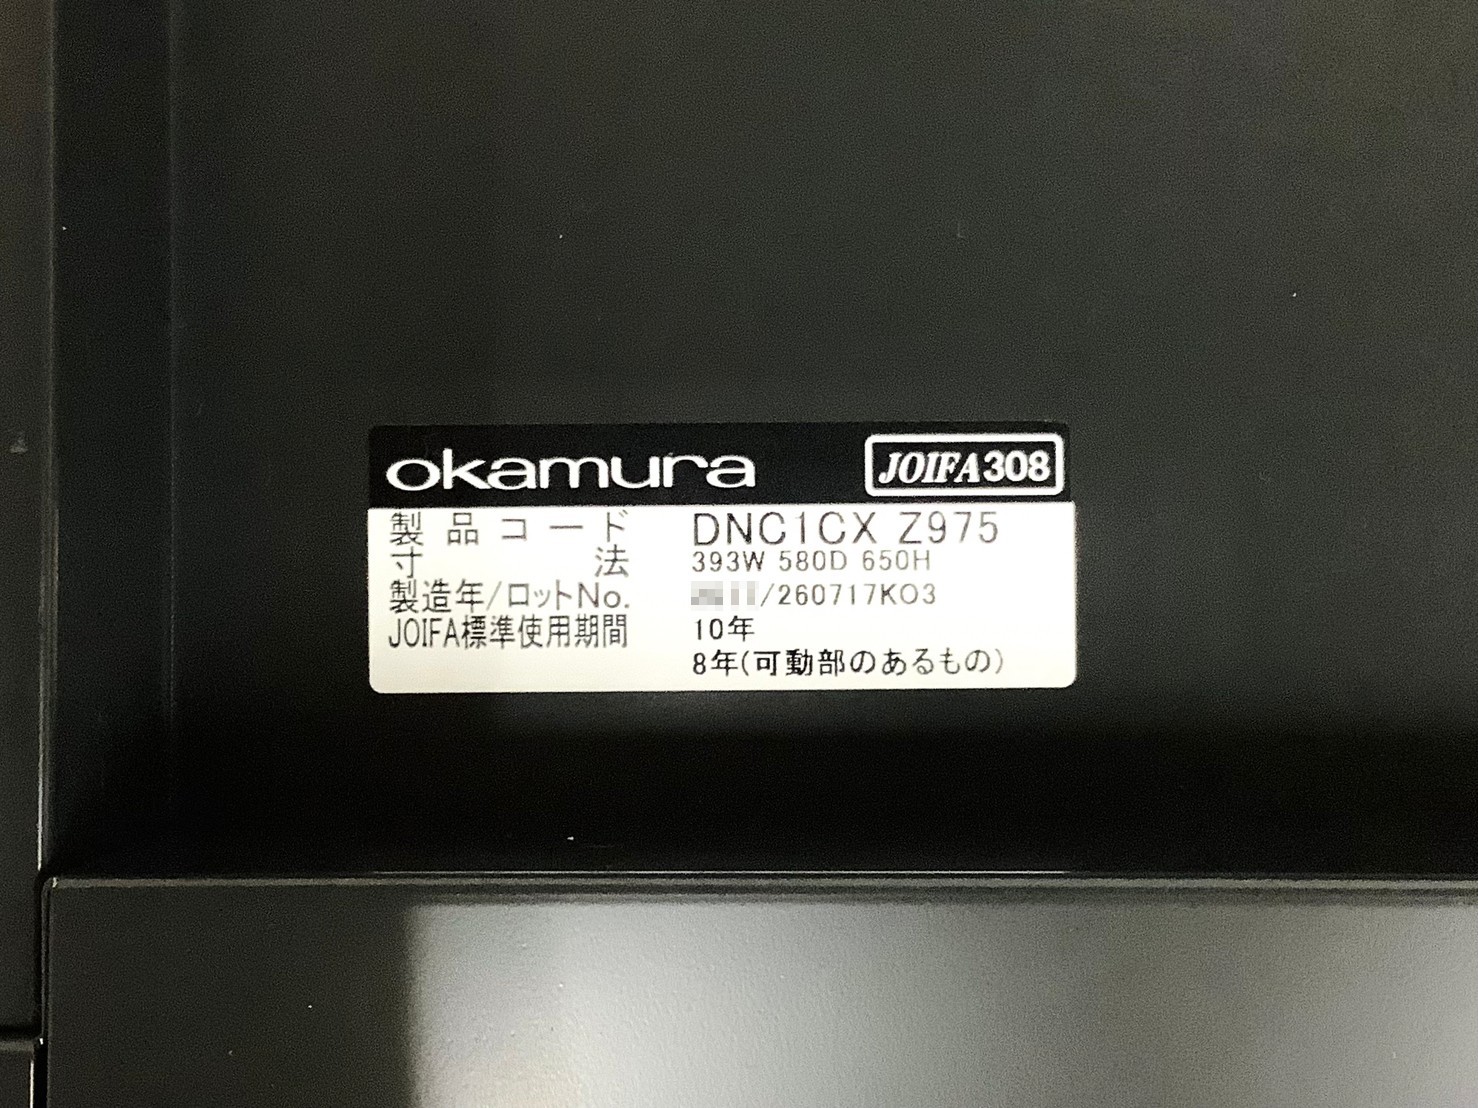 okamura JOIFA308
製品コード DNC1CX Z975
寸法 393W 580D 650H
製造年/ロットNo. /260717K03
JOIFA標準使用期間 10年
8年(可動部のあるもの)